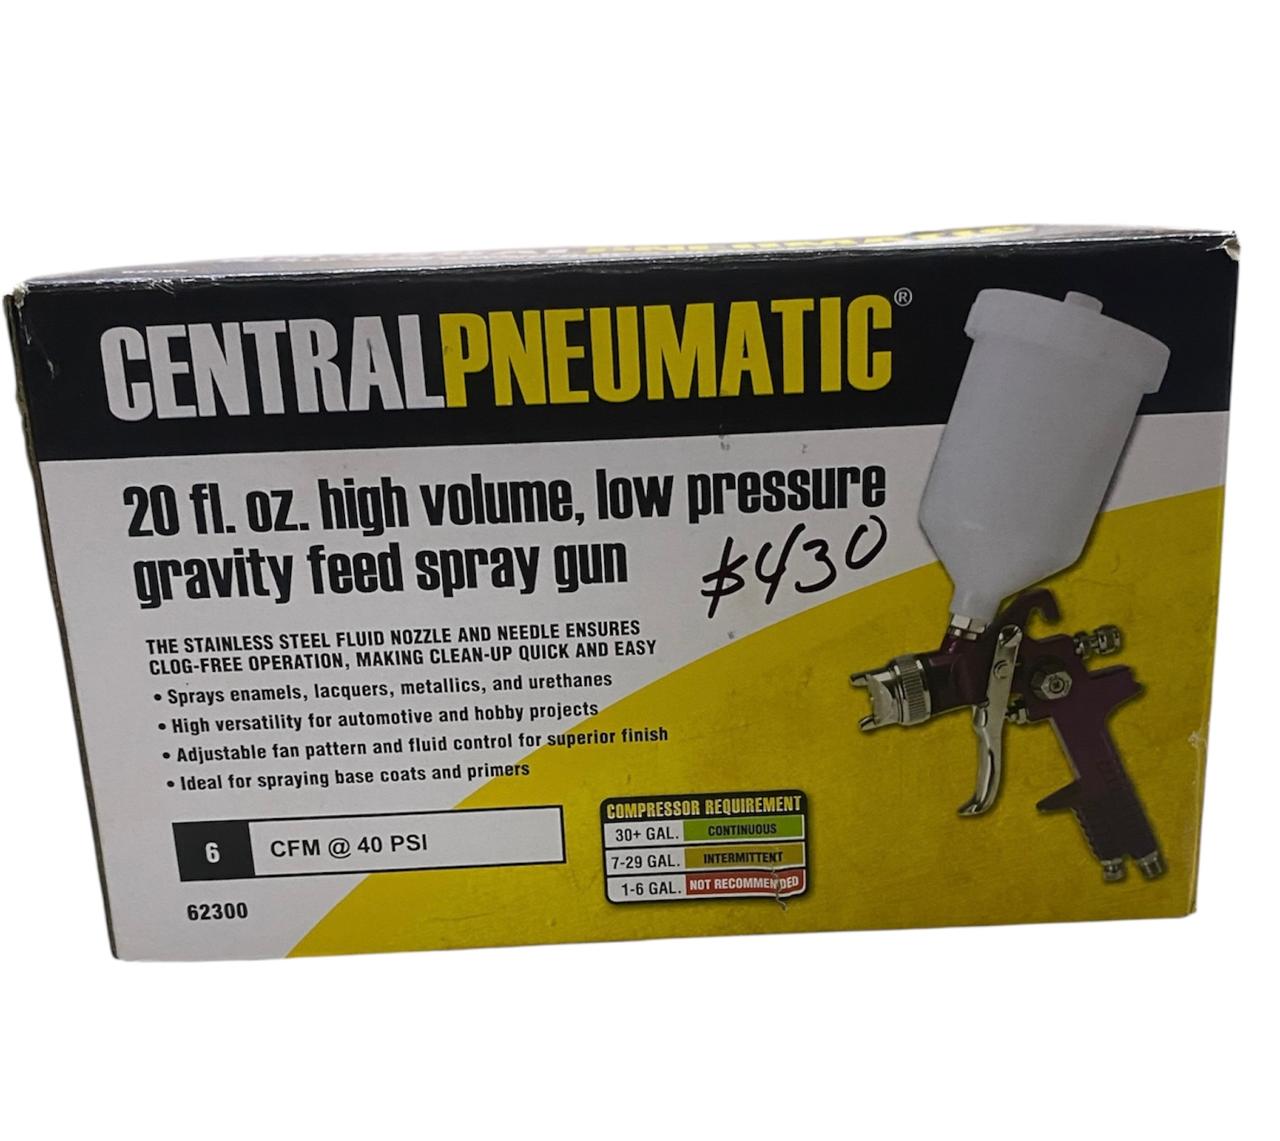 CENTRALPNEUMATIC®
20 fl. oz. high volume, low pressure
gravity feed spray gun
$430
THE STAINLESS STEEL FLUID NOZZLE AND NEEDLE ENSURES
CLOG-FREE OPERATION, MAKING CLEAN-UP QUICK AND EASY
• Sprays enamels, lacquers, metallics, and urethanes
• High versatility for automotive and hobby projects
• Adjustable fan pattern and fluid control for superior finish
• Ideal for spraying base coats and primers
6 CFM @ 40 PSI
62300
COMPRESSOR REQUIREMENT
30+ GAL. CONTINUOUS
7-29 GAL. INTERMITTENT
1-6 GAL. NOT RECOMMENDED